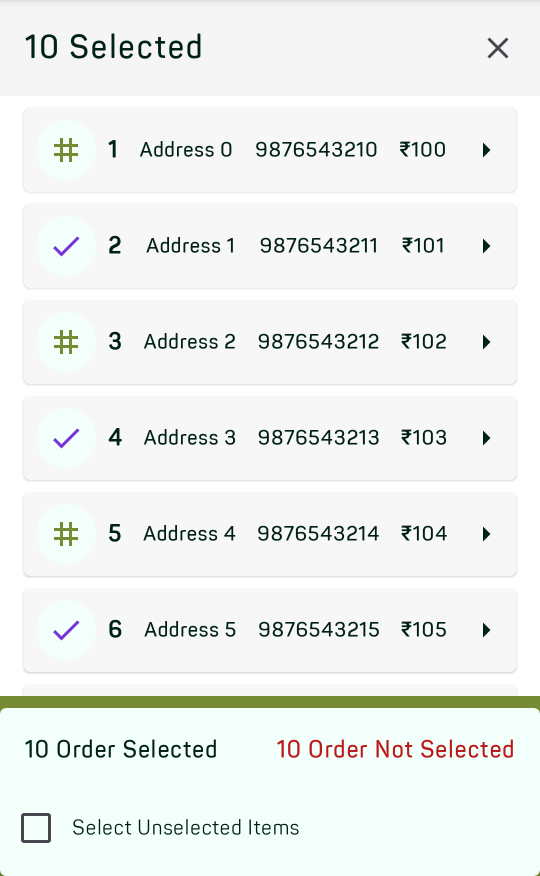 10 Selected
# 1 Address 0 9876543210 ₹100
2 Address 1 9876543211 ₹101
# 3 Address 2 9876543212 ₹102
4 Address 3 9876543213 ₹103
# 5 Address 4 9876543214 ₹104
6 Address 5 9876543215 ₹105
10 Order Selected 10 Order Not Selected
Select Unselected Items